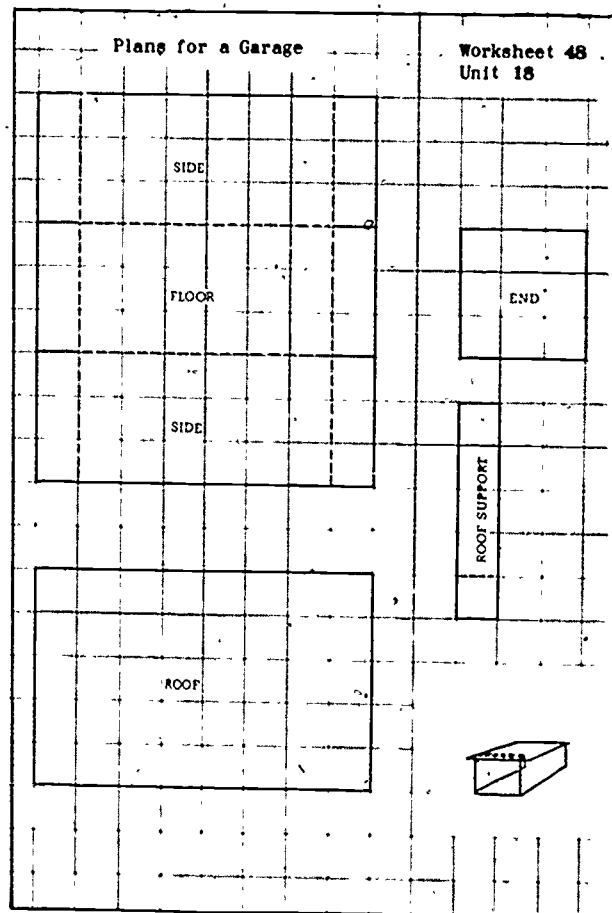 Plans for a Garage
Worksheet 48
Unit 18
SIDE
FLOOR
SIDE
END
ROOF SUPPORT
ROOF